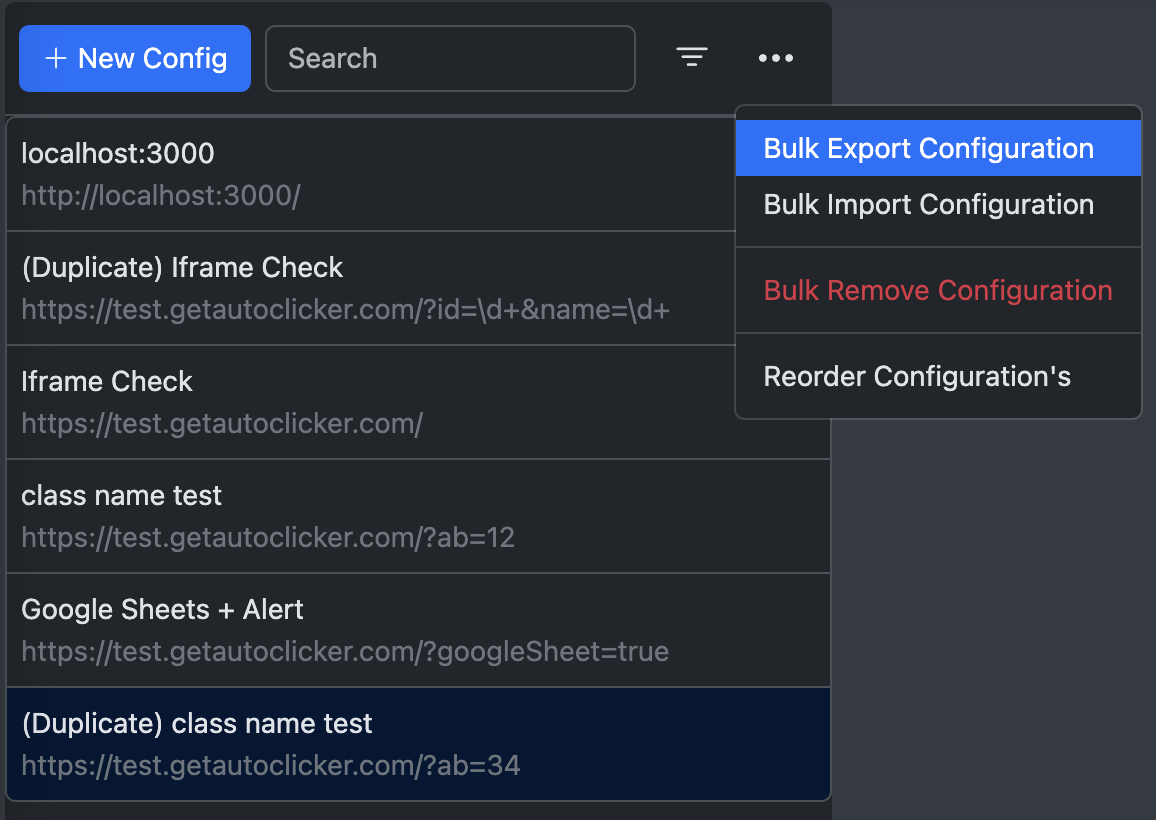 + New Config
Search
localhost:3000
http://localhost:3000/
(Duplicate) Iframe Check
https://test.getautoclicker.com/?id=\d+&name=\d+
Iframe Check
https://test.getautoclicker.com/
class name test
https://test.getautoclicker.com/?ab=12
Google Sheets + Alert
https://test.getautoclicker.com/?googleSheet=true
(Duplicate) class name test
https://test.getautoclicker.com/?ab=34
Bulk Export Configuration
Bulk Import Configuration
Bulk Remove Configuration
Reorder Configuration's